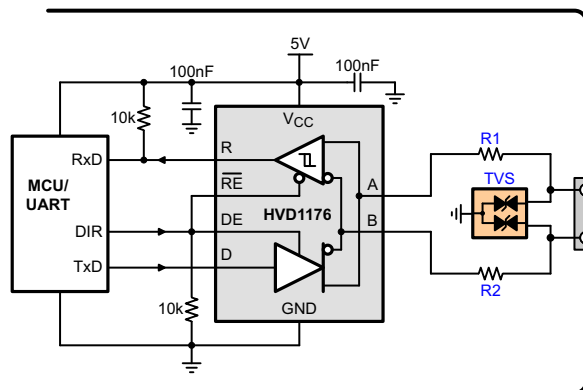 5V
100nF
100nF
10k
VCC
R1
RxD
R
TVS
RE
A
MCU/
UART
HVD1176
B
DIR
DE
TxD
D
R2
10k
GND